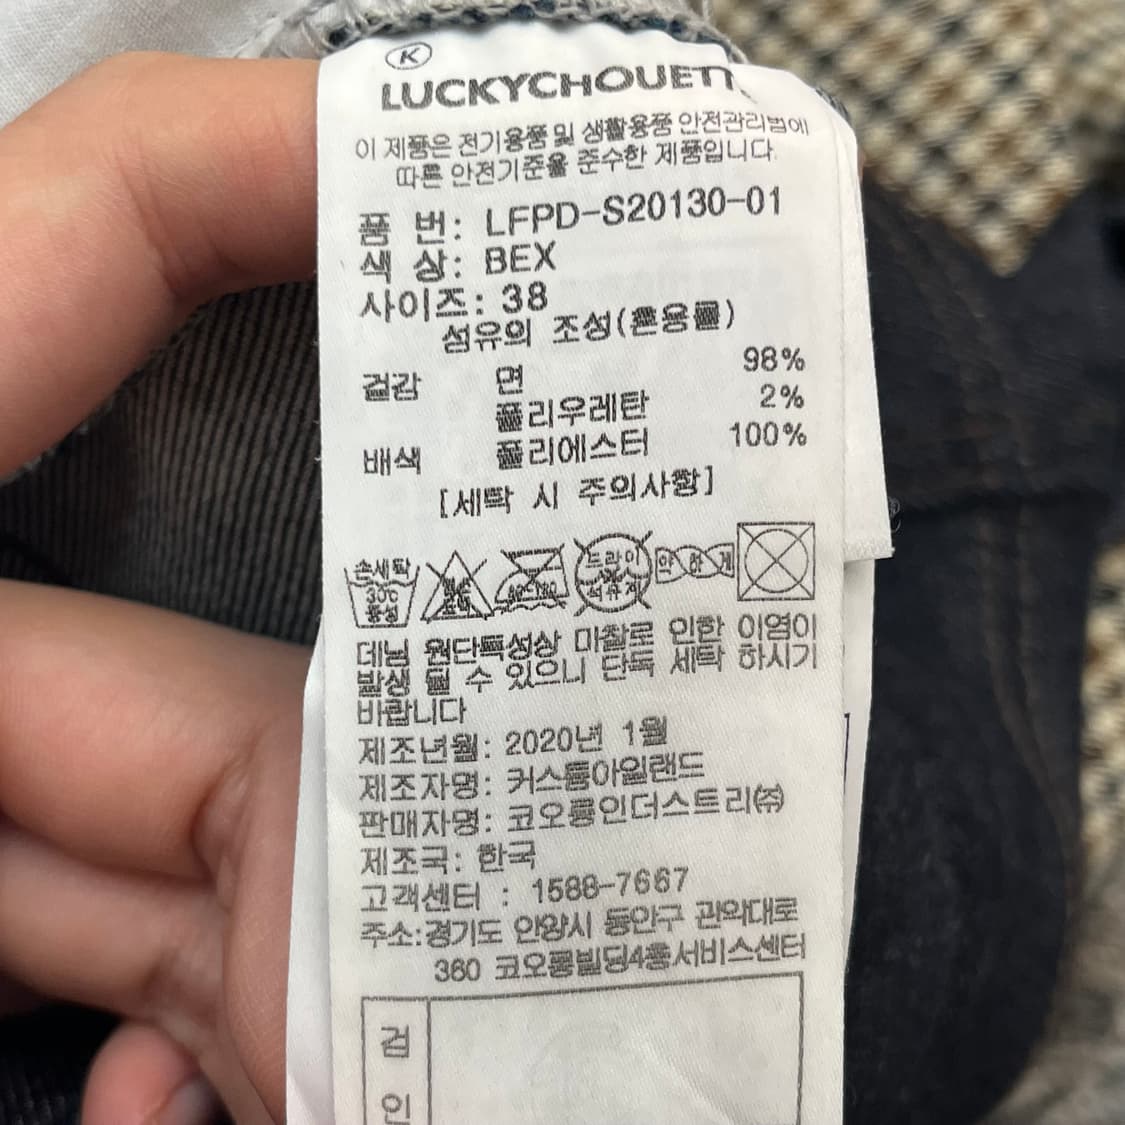 K
LUCKYCHOUETT
이 제품은 전기용품 및 생활용품 안전관리법에
따른 안전기준을 준수한 제품입니다.
품 번: LFPD-S20130-01
색 상: BEX
사이즈: 38
섬유의 조성(혼용률)
겉감 면 98%
폴리우레탄 2%
배색 폴리에스터 100%
[세탁 시 주의사항]
손세탁 30℃ 중성
드라이 석유계
약하게
데님 원단특성상 마찰로 인한 이염이
발생 될 수 있으니 단독 세탁 하시기
바랍니다
제조년월: 2020년 1월
제조자명: 커스툼아일랜드
판매자명: 코오롱인더스트리㈜
제조국: 한국
고객센터 : 1588-7667
주소:경기도 안양시 동안구 관악대로
360 코오롱빌딩4층서비스센터
검
인